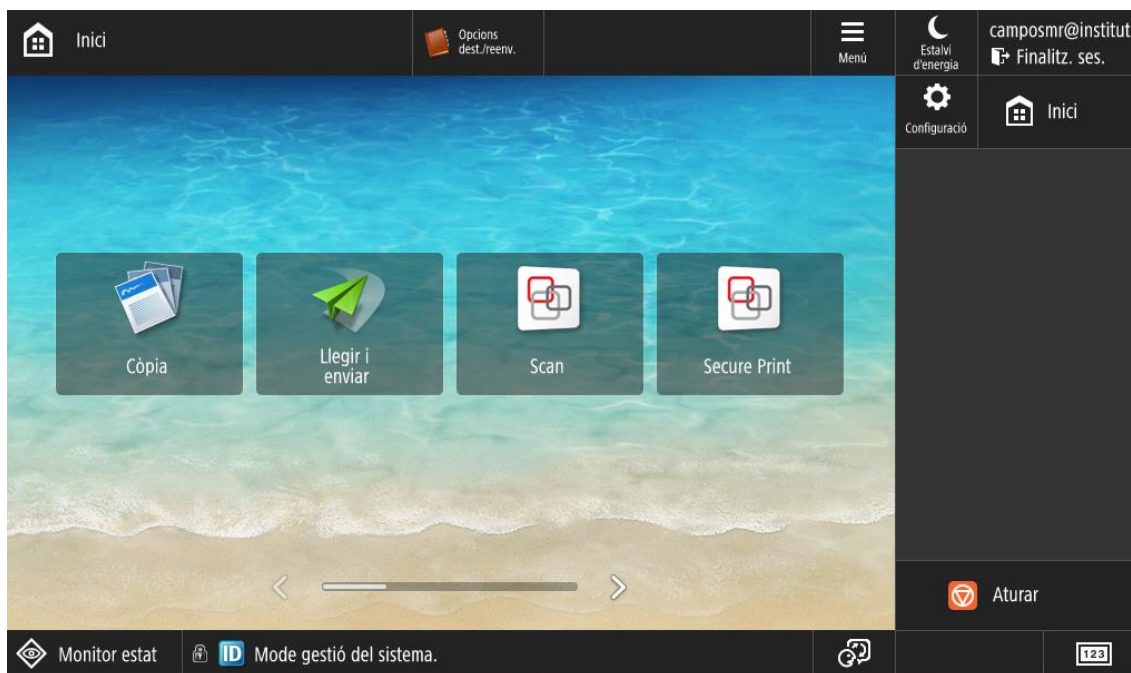 Inici
Opcions
dest./reenv.
Menú
Estalvi
d'energia
camposmr@institut
Finalitz. ses.
Configuració
Inici
Còpia
Llegir i
enviar
Scan
Secure Print
Aturar
Monitor estat
ID
Mode gestió del sistema.
123